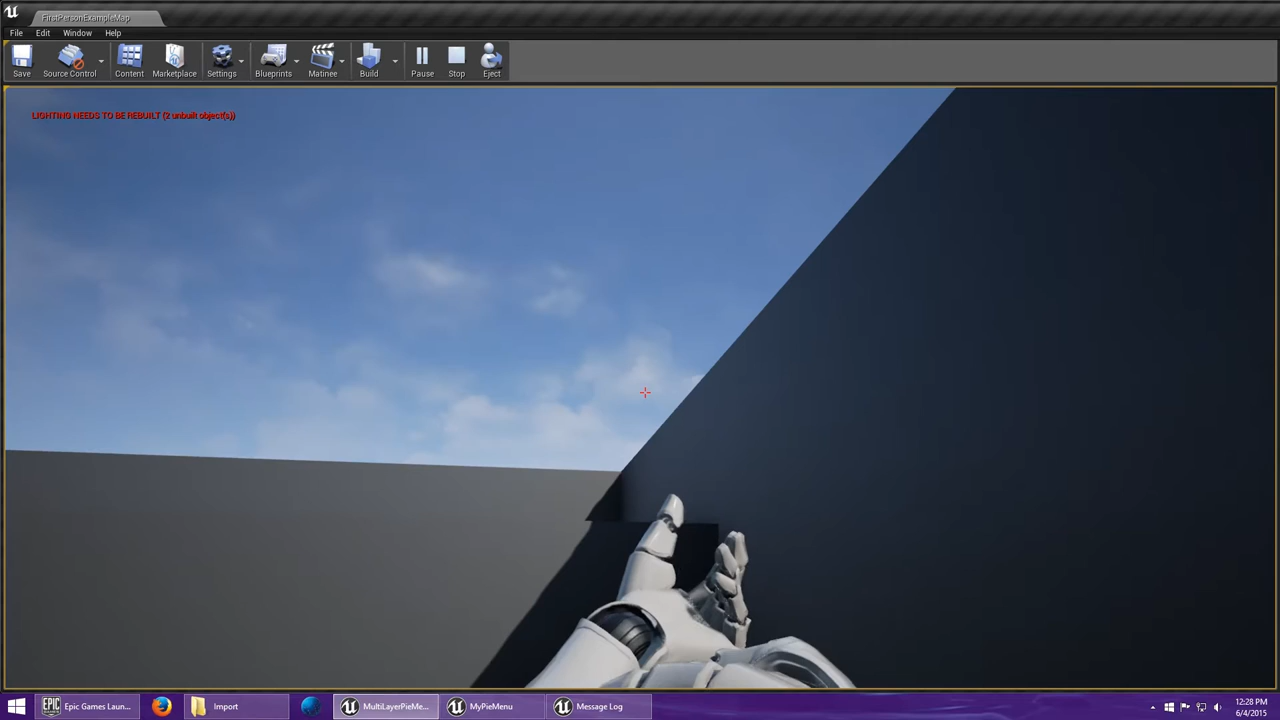 FirstPersonExampleMap
File Edit Window Help
Save Source Control Content Marketplace Settings Blueprints Matinee Build Pause Stop Eject
LIGHTING NEEDS TO BE REBUILT (2 unbuilt object(s))
Epic Games Laun... Import MultiLayerPieMe... MyPieMenu Message Log
12:28 PM
6/4/2015